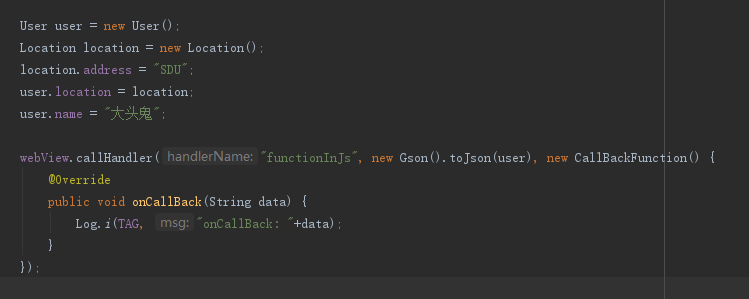 User user = new User();
Location location = new Location();
location.address = "SDU";
user.location = location;
user.name = "大头鬼";
webView.callHandler( handlerName: "functionInJs", new Gson().toJson(user), new CallBackFunction() {
@Override
public void onCallBack(String data) {
Log.i(TAG, msg: "onCallBack: "+data);
}
});